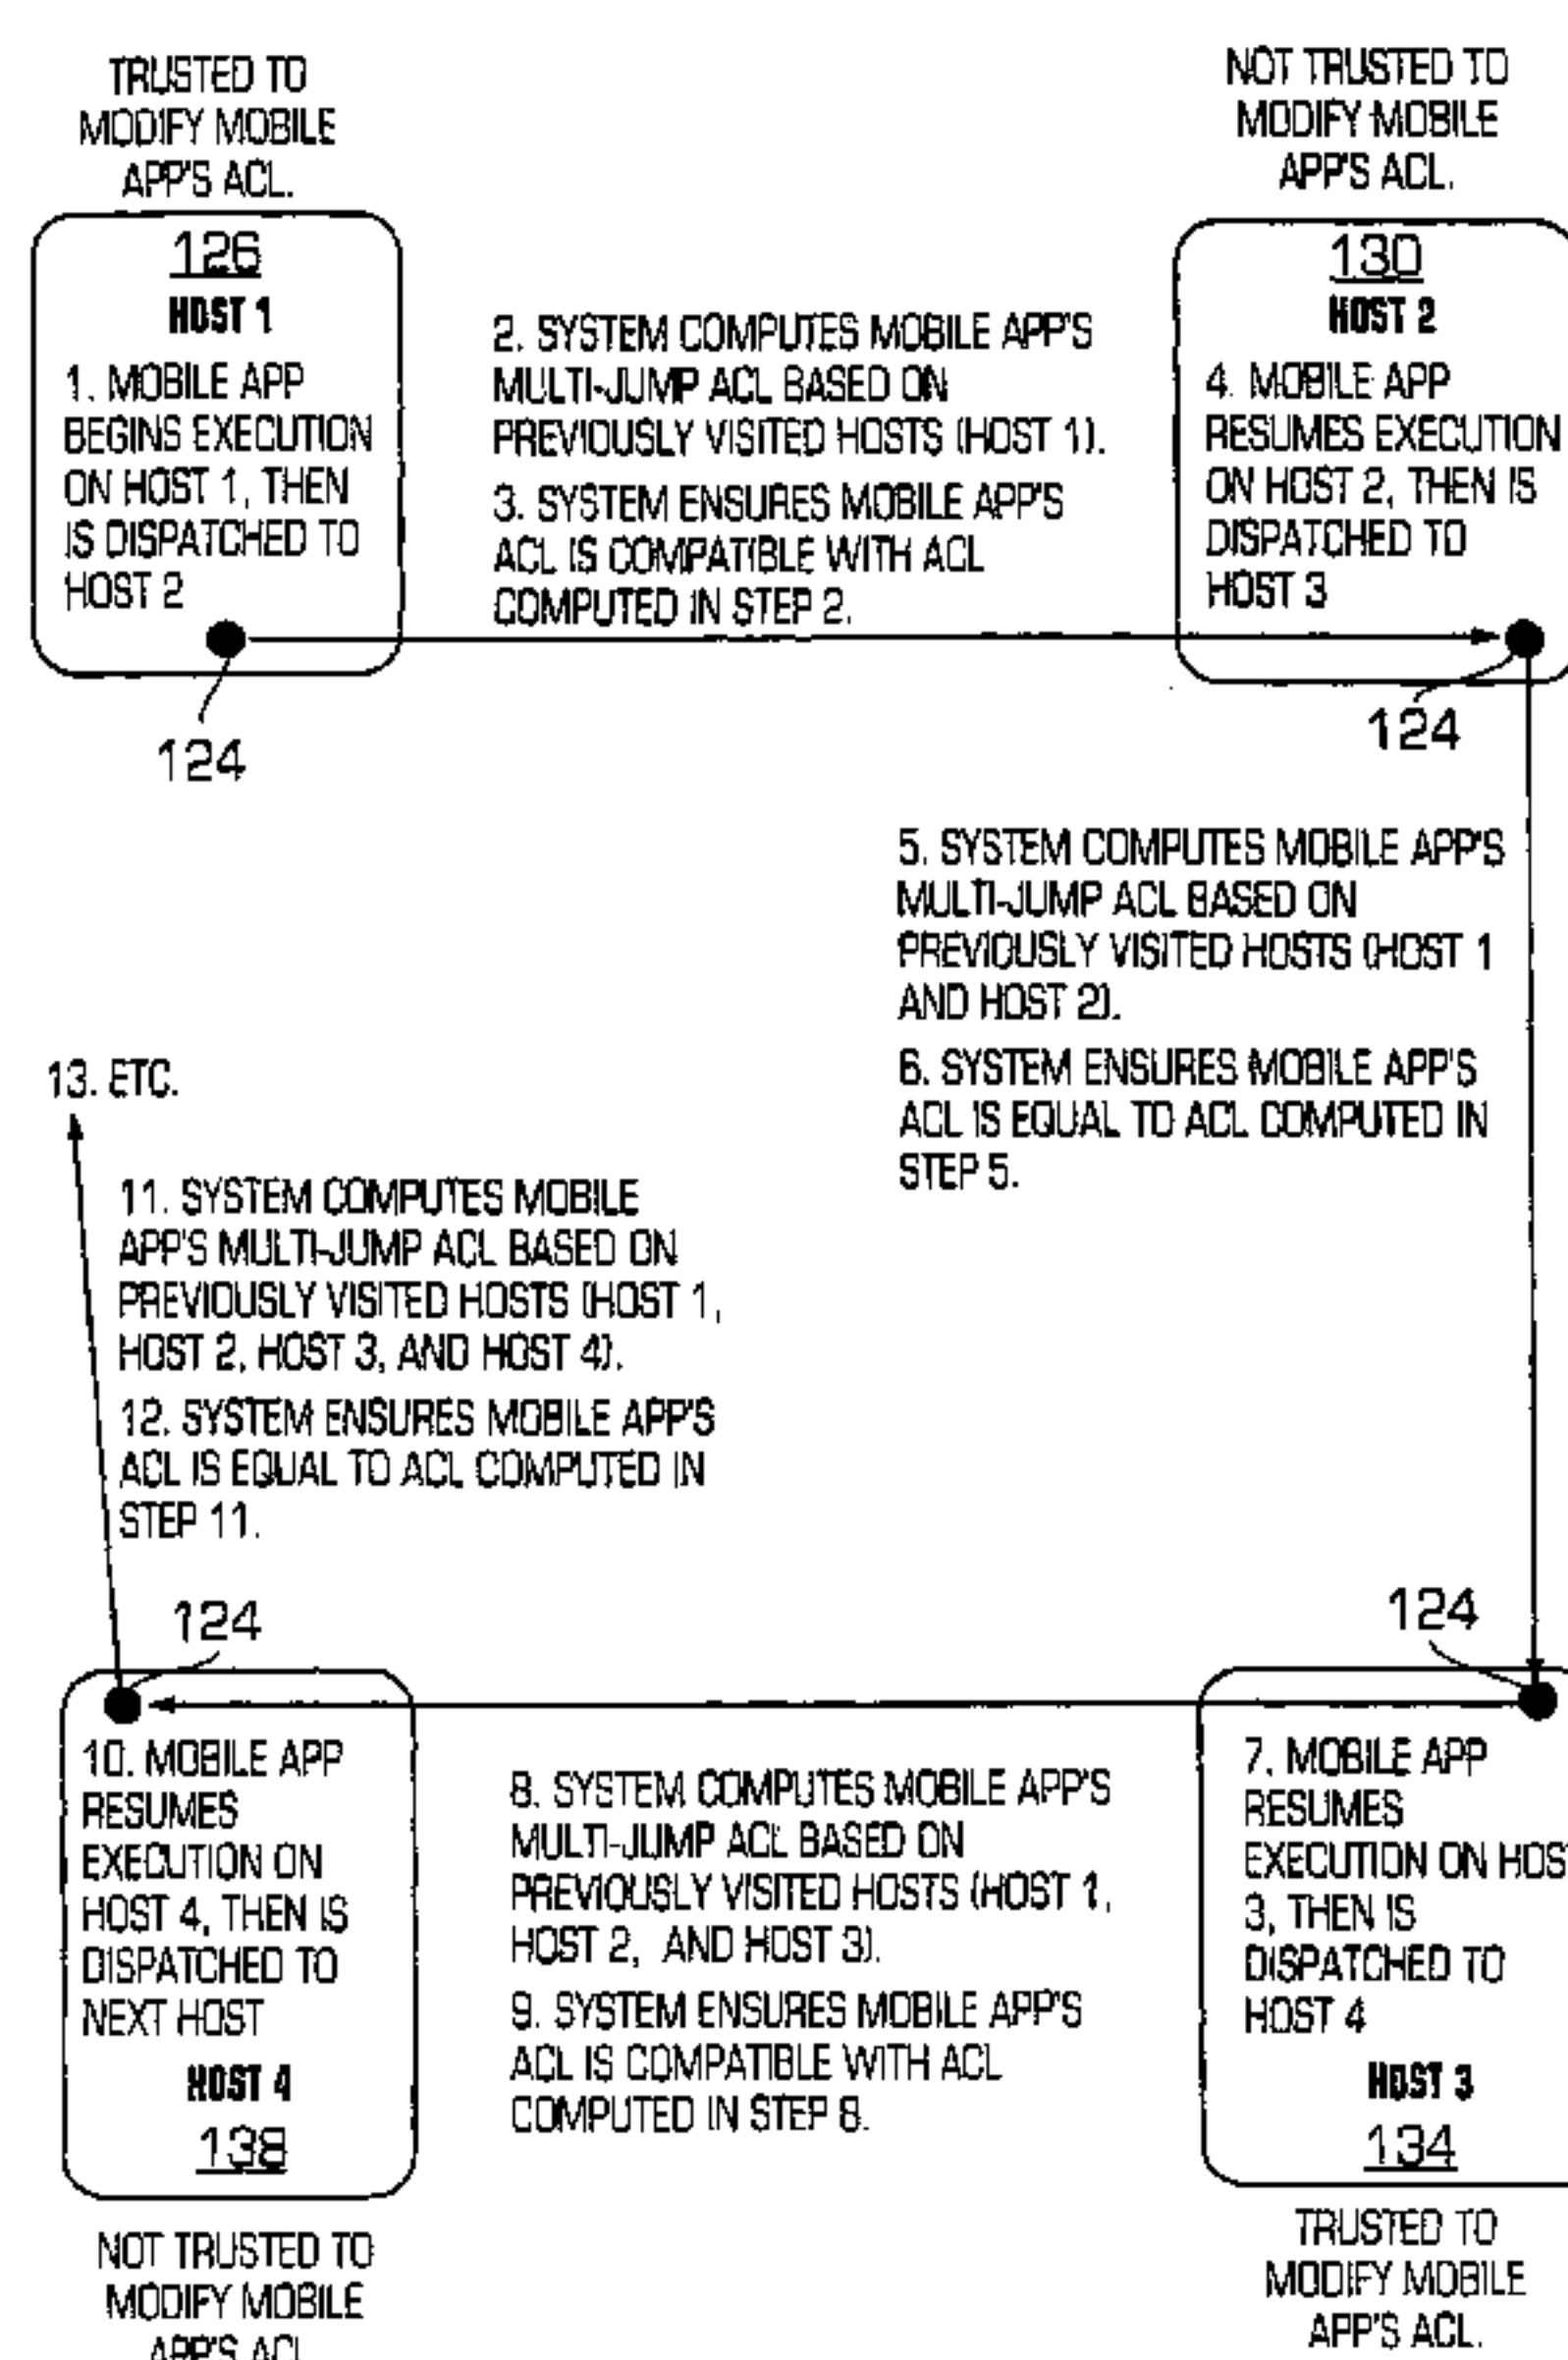 TRUSTED TO
MODIFY MOBILE
APP'S ACL.
126
HOST 1
1. MOBILE APP
BEGINS EXECUTION
ON HOST 1, THEN
IS DISPATCHED TO
HOST 2
124
2. SYSTEM COMPUTES MOBILE APP'S
MULTI-JUMP ACL BASED ON
PREVIOUSLY VISITED HOSTS (HOST 1).
3. SYSTEM ENSURES MOBILE APP'S
ACL IS COMPATIBLE WITH ACL
COMPUTED IN STEP 2.
NOT TRUSTED TO
MODIFY MOBILE
APP'S ACL.
130
HOST 2
4. MOBILE APP
RESUMES EXECUTION
ON HOST 2, THEN IS
DISPATCHED TO
HOST 3
124
5. SYSTEM COMPUTES MOBILE APP'S
MULTI-JUMP ACL BASED ON
PREVIOUSLY VISITED HOSTS (HOST 1
AND HOST 2).
6. SYSTEM ENSURES MOBILE APP'S
ACL IS EQUAL TO ACL COMPUTED IN
STEP 5.
124
7. MOBILE APP
RESUMES
EXECUTION ON HOST
3, THEN IS
DISPATCHED TO
HOST 4
HOST 3
134
TRUSTED TO
MODIFY MOBILE
APP'S ACL.
8. SYSTEM COMPUTES MOBILE APP'S
MULTI-JUMP ACL BASED ON
PREVIOUSLY VISITED HOSTS (HOST 1,
HOST 2, AND HOST 3).
9. SYSTEM ENSURES MOBILE APP'S
ACL IS COMPATIBLE WITH ACL
COMPUTED IN STEP 8.
124
10. MOBILE APP
RESUMES
EXECUTION ON
HOST 4, THEN IS
DISPATCHED TO
NEXT HOST
HOST 4
138
NOT TRUSTED TO
MODIFY MOBILE
APP'S ACL
11. SYSTEM COMPUTES MOBILE
APP'S MULTI-JUMP ACL BASED ON
PREVIOUSLY VISITED HOSTS (HOST 1,
HOST 2, HOST 3, AND HOST 4).
12. SYSTEM ENSURES MOBILE APP'S
ACL IS EQUAL TO ACL COMPUTED IN
STEP 11.
13. ETC.